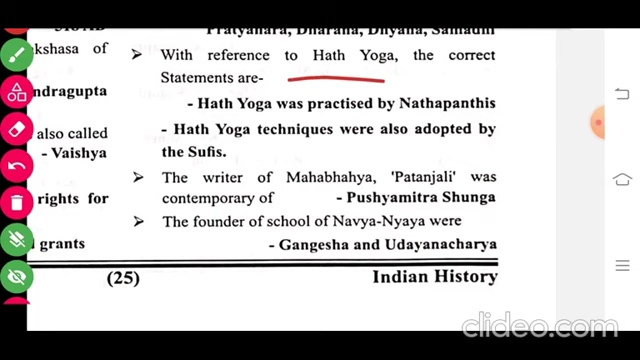 Pratyahara, Dharana, Dhyana, Samadhi
kshasa of
➤ With reference to Hath Yoga, the correct
Statements are-
ndragupta
- Hath Yoga was practised by Nathapanthis
also called
- Hath Yoga techniques were also adopted by
- Vaishya
the Sufis.
➤ The writer of Mahabhahya, 'Patanjali' was
rights for
contemporary of - Pushyamitra Shunga
➤ The founder of school of Navya-Nyaya were
grants
- Gangesha and Udayanacharya
(25) Indian History
clideo.com